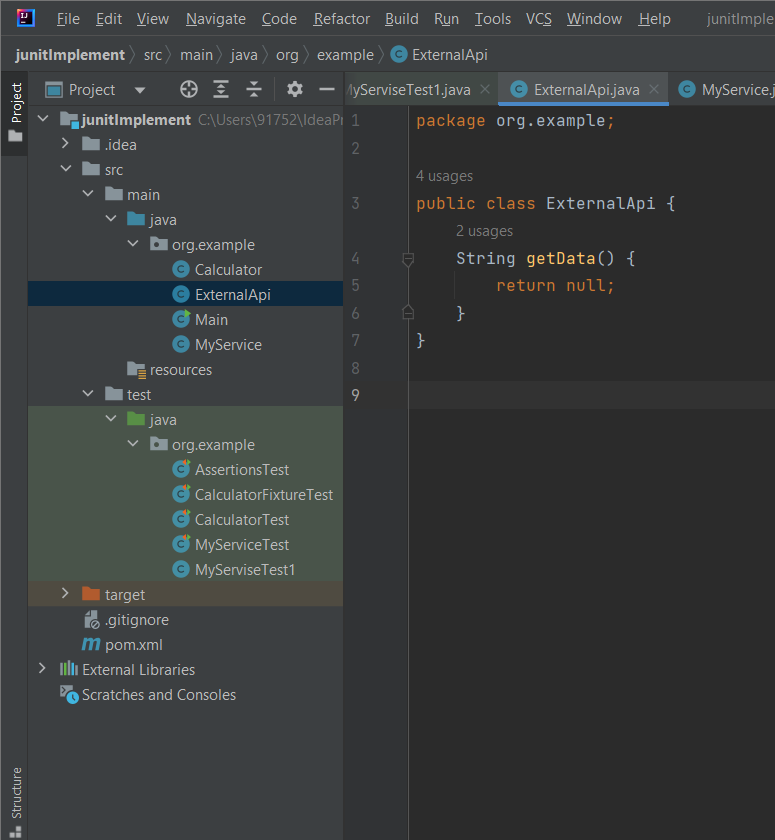 File Edit View Navigate Code Refactor Build Run Tools VCS Window Help junitImple
junitImplement src main java org example ExternalApi
Project
Project
MyServiseTest1.java ExternalApi.java MyService.j
junitImplement C:\Users\91752\IdeaPr
.idea
src
main
java
org.example
Calculator
ExternalApi
Main
MyService
resources
test
java
org.example
AssertionsTest
CalculatorFixtureTest
CalculatorTest
MyServiceTest
MyServiseTest1
target
.gitignore
pom.xml
External Libraries
Scratches and Consoles
Structure
1 package org.example;
2
4 usages
3 public class ExternalApi {
2 usages
4 String getData() {
5 return null;
6 }
7 }
8
9